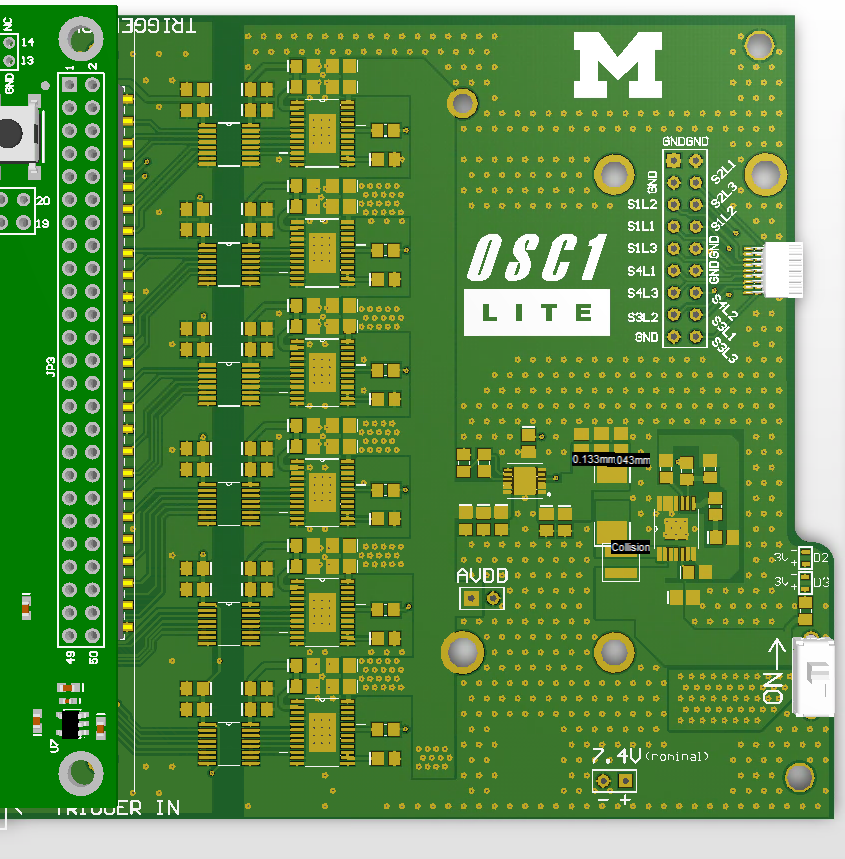 TRIGGE
NC
14
13
GND
1
2
20
19
JP3
49
50
U7
TRIGGER IN
M
GNDGND
GND
S1L2
S1L1
S1L3
S4L1
S4L3
S3L2
GND
S2L1
S2L3
S1L2
GND
GND
S4L2
S3L1
S3L3
OSC1
LITE
0.133mm
043mm
Collision
AVDD
3V
D2
3V
D3
+
+
ON
7.4V(nominal)
- +